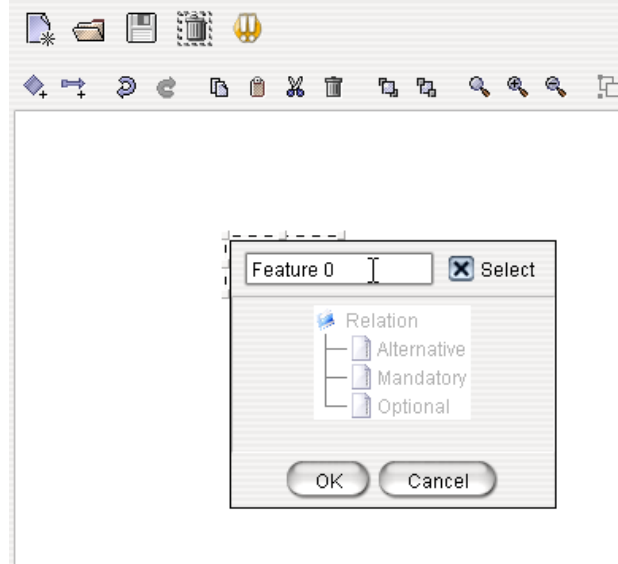 Feature 0
Select
Relation
Alternative
Mandatory
Optional
OK
Cancel